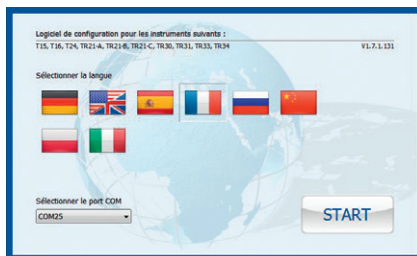 Logiciel de configuration pour les instruments suivants :
T15, T16, T24, TR21-A, TR21-B, TR21-C, TR30, TR31, TR33, TR34
V1.7.1.131
Sélectionner la langue
Sélectionner le port COM
COM25
START